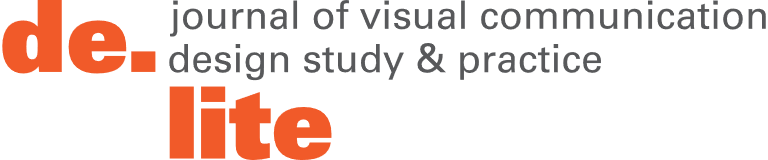 de.
journal of visual communication
design study & practice
lite